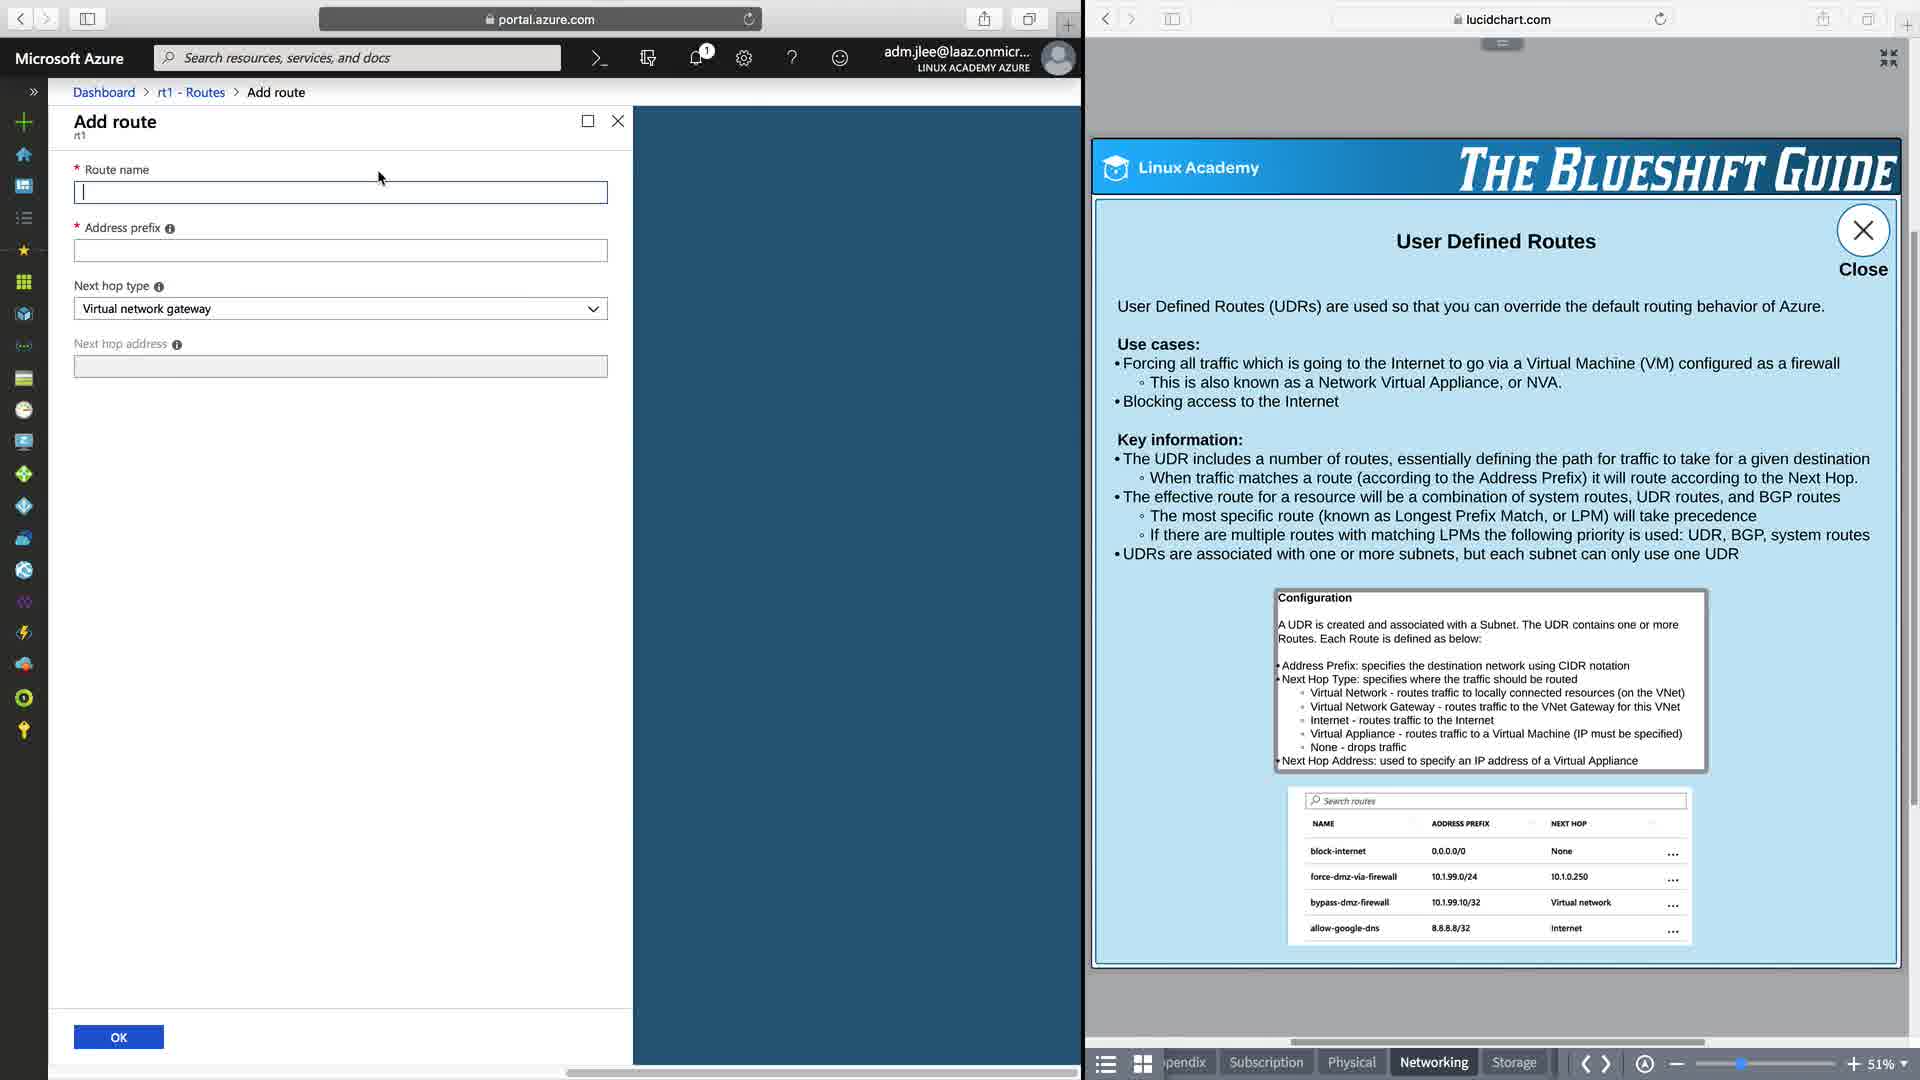 portal.azure.com
Microsoft Azure
Search resources, services, and docs
1
adm.jlee@laaz.onmicr...
LINUX ACADEMY AZURE
Dashboard > rt1 - Routes > Add route
Add route
rt1
* Route name
* Address prefix
Next hop type
Virtual network gateway
Next hop address
OK
lucidchart.com
Linux Academy
THE BLUESHIFT GUIDE
User Defined Routes
Close
User Defined Routes (UDRs) are used so that you can override the default routing behavior of Azure.
Use cases:
• Forcing all traffic which is going to the Internet to go via a Virtual Machine (VM) configured as a firewall
◦ This is also known as a Network Virtual Appliance, or NVA.
• Blocking access to the Internet
Key information:
• The UDR includes a number of routes, essentially defining the path for traffic to take for a given destination
◦ When traffic matches a route (according to the Address Prefix) it will route according to the Next Hop.
• The effective route for a resource will be a combination of system routes, UDR routes, and BGP routes
◦ The most specific route (known as Longest Prefix Match, or LPM) will take precedence
◦ If there are multiple routes with matching LPMs the following priority is used: UDR, BGP, system routes
• UDRs are associated with one or more subnets, but each subnet can only use one UDR
Configuration
A UDR is created and associated with a Subnet. The UDR contains one or more
Routes. Each Route is defined as below:
• Address Prefix: specifies the destination network using CIDR notation
• Next Hop Type: specifies where the traffic should be routed
◦ Virtual Network - routes traffic to locally connected resources (on the VNet)
◦ Virtual Network Gateway - routes traffic to the VNet Gateway for this VNet
◦ Internet - routes traffic to the Internet
◦ Virtual Appliance - routes traffic to a Virtual Machine (IP must be specified)
◦ None - drops traffic
• Next Hop Address: used to specify an IP address of a Virtual Appliance
Search routes
NAME ADDRESS PREFIX NEXT HOP
block-internet 0.0.0.0/0 None ...
force-dmz-via-firewall 10.1.99.0/24 10.1.0.250 ...
bypass-dmz-firewall 10.1.99.10/32 Virtual network ...
allow-google-dns 8.8.8.8/32 Internet ...
pendix Subscription Physical Networking Storage 51%